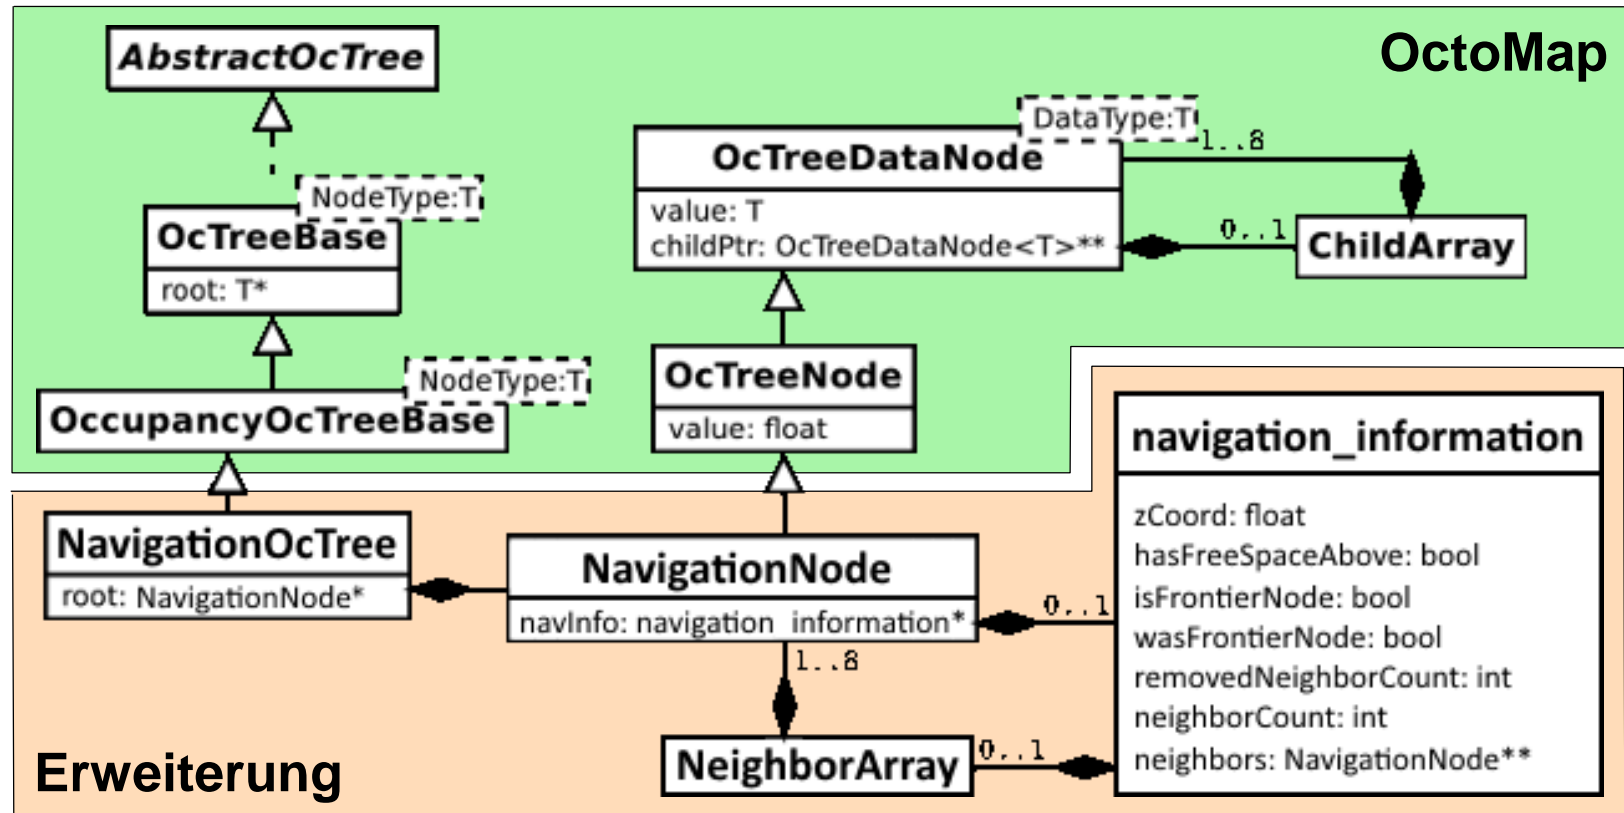 OctoMap
AbstractOcTree
NodeType:T
OcTreeBase
root: T*
NodeType:T
OccupancyOcTreeBase
DataType:T
OcTreeDataNode
value: T
childPtr: OcTreeDataNode<T>**
1..8
0..1
ChildArray
OcTreeNode
value: float
Erweiterung
NavigationOcTree
root: NavigationNode*
NavigationNode
navInfo: navigation_information*
0..1
1..8
NeighborArray
0..1
navigation_information
zCoord: float
hasFreeSpaceAbove: bool
isFrontierNode: bool
wasFrontierNode: bool
removedNeighborCount: int
neighborCount: int
neighbors: NavigationNode**